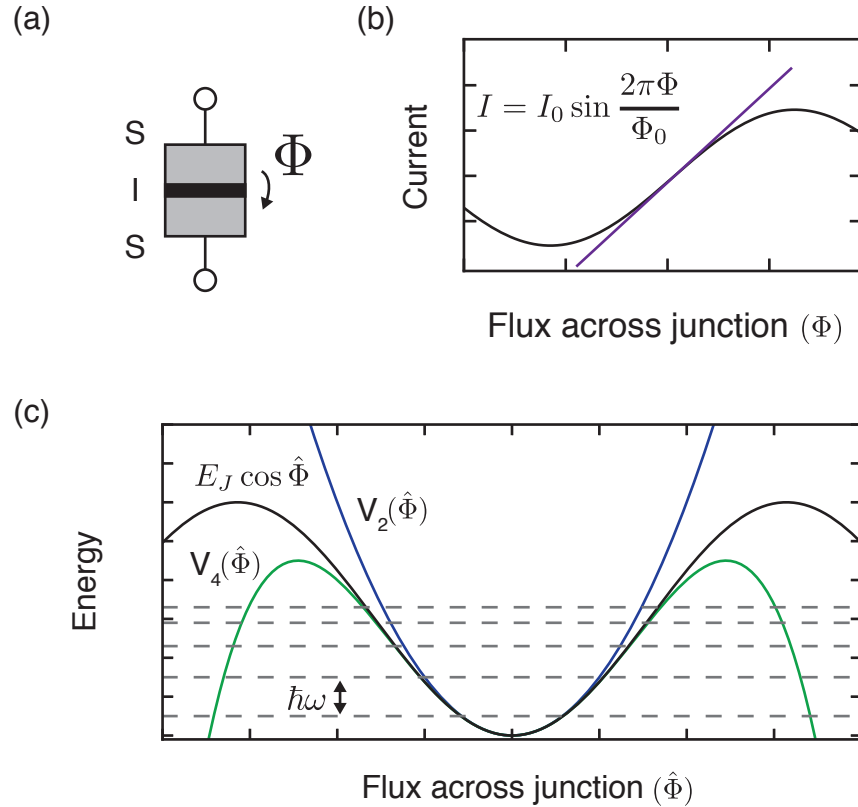 (a)
S
I
S
Φ
(b)
I = I₀ sin 2πΦ/Φ₀
Current
Flux across junction (Φ)
(c)
E_J cos Φ̂
V₂(Φ̂)
V₄(Φ̂)
ħω
Energy
Flux across junction (Φ̂)